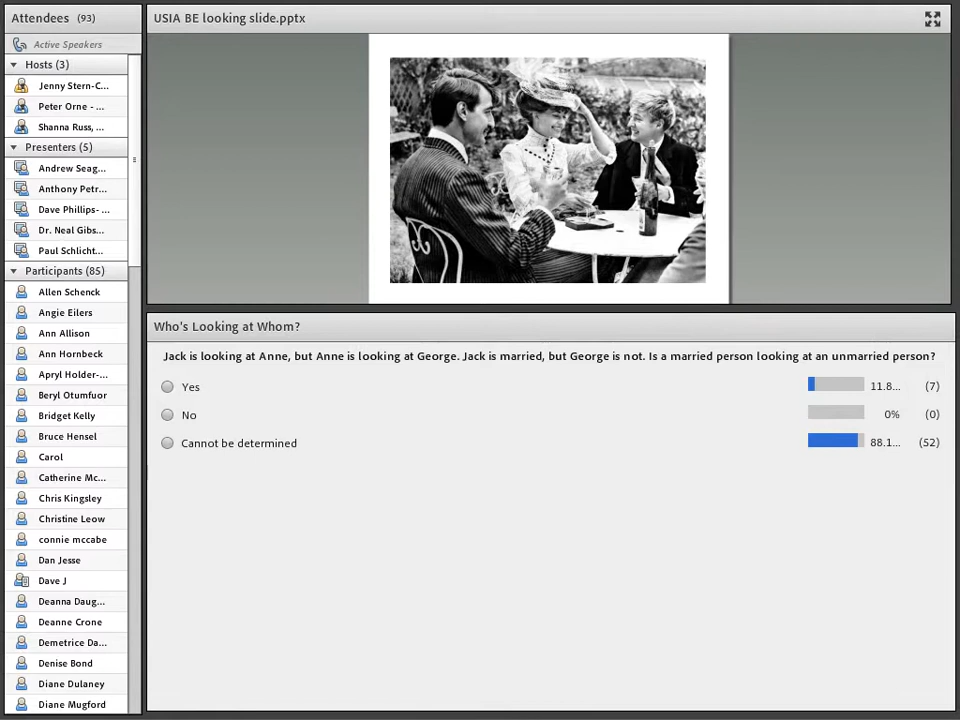 Attendees (93)
Active Speakers
Hosts (3)
Jenny Stern-C...
Peter Orne - ...
Shanna Russ, ...
Presenters (5)
Andrew Seag...
Anthony Petr...
Dave Phillips- ...
Dr. Neal Gibs...
Paul Schlicht...
Participants (85)
Allen Schenck
Angie Eilers
Ann Allison
Ann Hornbeck
Apryl Holder-...
Beryl Otumfuor
Bridget Kelly
Bruce Hensel
Carol
Catherine Mc...
Chris Kingsley
Christine Leow
connie mccabe
Dan Jesse
Dave J
Deanna Daug...
Deanne Crone
Demetrice Da...
Denise Bond
Diane Dulaney
Diane Mugford
USIA BE looking slide.pptx
Who's Looking at Whom?
Jack is looking at Anne, but Anne is looking at George. Jack is married, but George is not. Is a married person looking at an unmarried person?
Yes 11.8... (7)
No 0% (0)
Cannot be determined 88.1... (52)